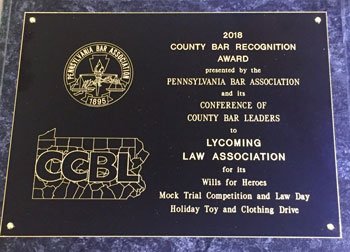 PENNSYLVANIA BAR ASSOCIATION
1895
CCBL
2018
COUNTY BAR RECOGNITION
AWARD
presented by the
PENNSYLVANIA BAR ASSOCIATION
and its
CONFERENCE OF
COUNTY BAR LEADERS
to
LYCOMING
LAW ASSOCIATION
for its
Wills for Heroes
Mock Trial Competition and Law Day
Holiday Toy and Clothing Drive